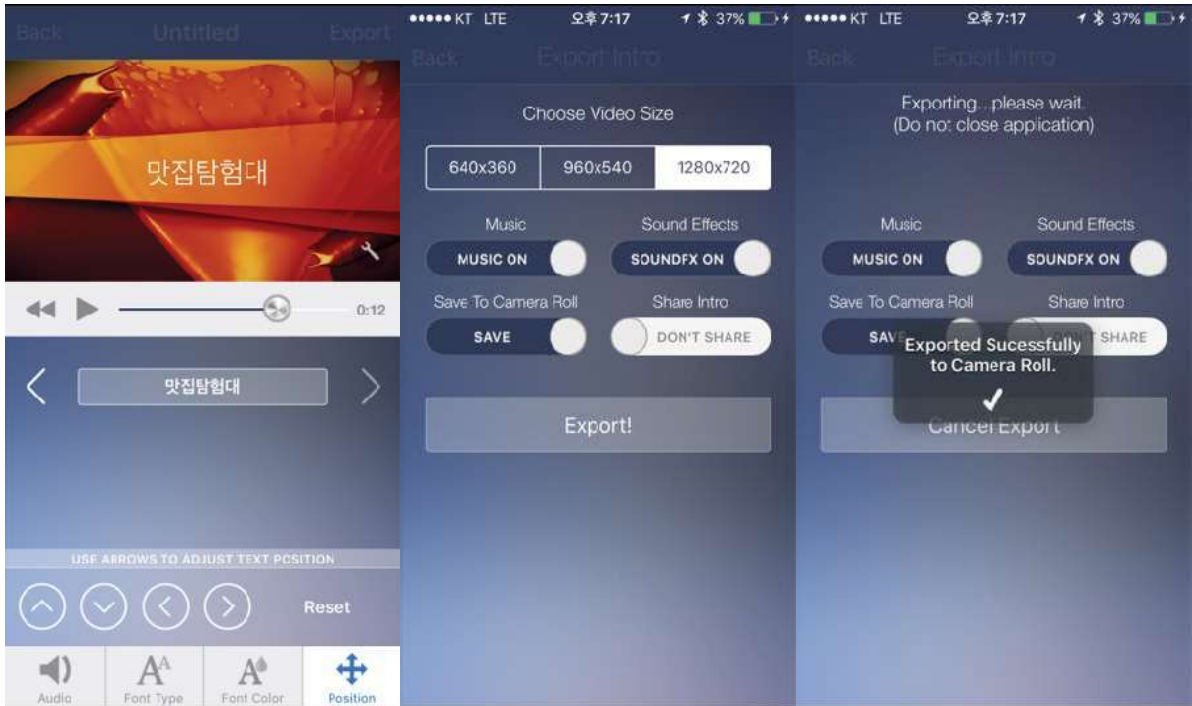 Back Untitled Export
맛집탐험대
0:12
맛집탐험대
USE ARROWS TO ADJUST TEXT POSITION
Reset
Audio Font Type Font Color Position
KT LTE 오후 7:17 37%
Back Export Intro
Choose Video Size
640x360 960x540 1280x720
Music Sound Effects
MUSIC ON SOUNDFX ON
Save To Camera Roll Share Intro
SAVE DON'T SHARE
Export!
KT LTE 오후 7:17 37%
Back Export Intro
Exporting...please wait.
(Do not close application)
Music Sound Effects
MUSIC ON SOUNDFX ON
Save To Camera Roll Share Intro
SAVE DON'T SHARE
Exported Sucessfully
to Camera Roll.
Cancel Export